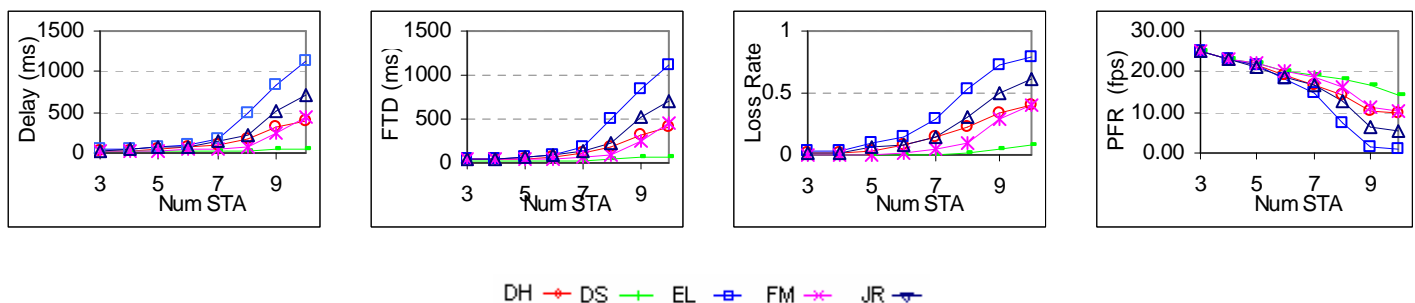 Delay (ms)
1500
1000
500
0
3 5 7 9
Num STA
FTD (ms)
1500
1000
500
0
3 5 7 9
Num STA
Loss Rate
1
0.5
0
3 5 7 9
Num STA
PFR (fps)
30.00
20.00
10.00
0.00
3 5 7 9
Num STA
DH DS EL FM JR